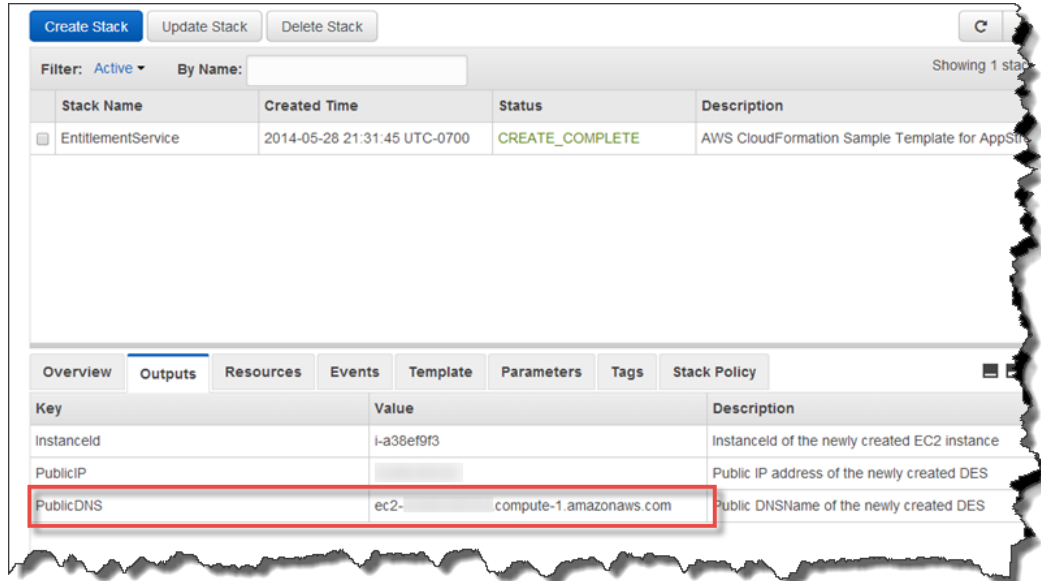 Create Stack Update Stack Delete Stack
Filter: Active By Name: Showing 1
Stack Name Created Time Status Description
EntitlementService 2014-05-28 21:31:45 UTC-0700 CREATE_COMPLETE AWS CloudFormation Sample Template for
Overview Outputs Resources Events Template Parameters Tags Stack Policy
Key Value Description
InstanceId i-a38ef9f3 InstanceId of the newly created EC2 instance
PublicIP Public IP address of the newly created DES
PublicDNS ec2- .compute-1.amazonaws.com Public DNSName of the newly created DES